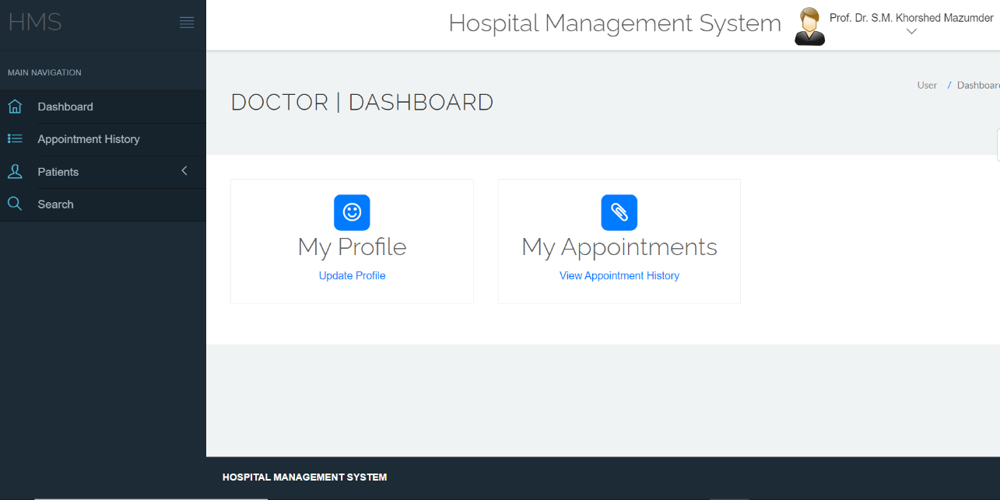 HMS
Hospital Management System
Prof. Dr. S.M. Khorshed Mazumder
MAIN NAVIGATION
Dashboard
Appointment History
Patients
Search
DOCTOR | DASHBOARD
User / Dashboar
My Profile
Update Profile
My Appointments
View Appointment History
HOSPITAL MANAGEMENT SYSTEM